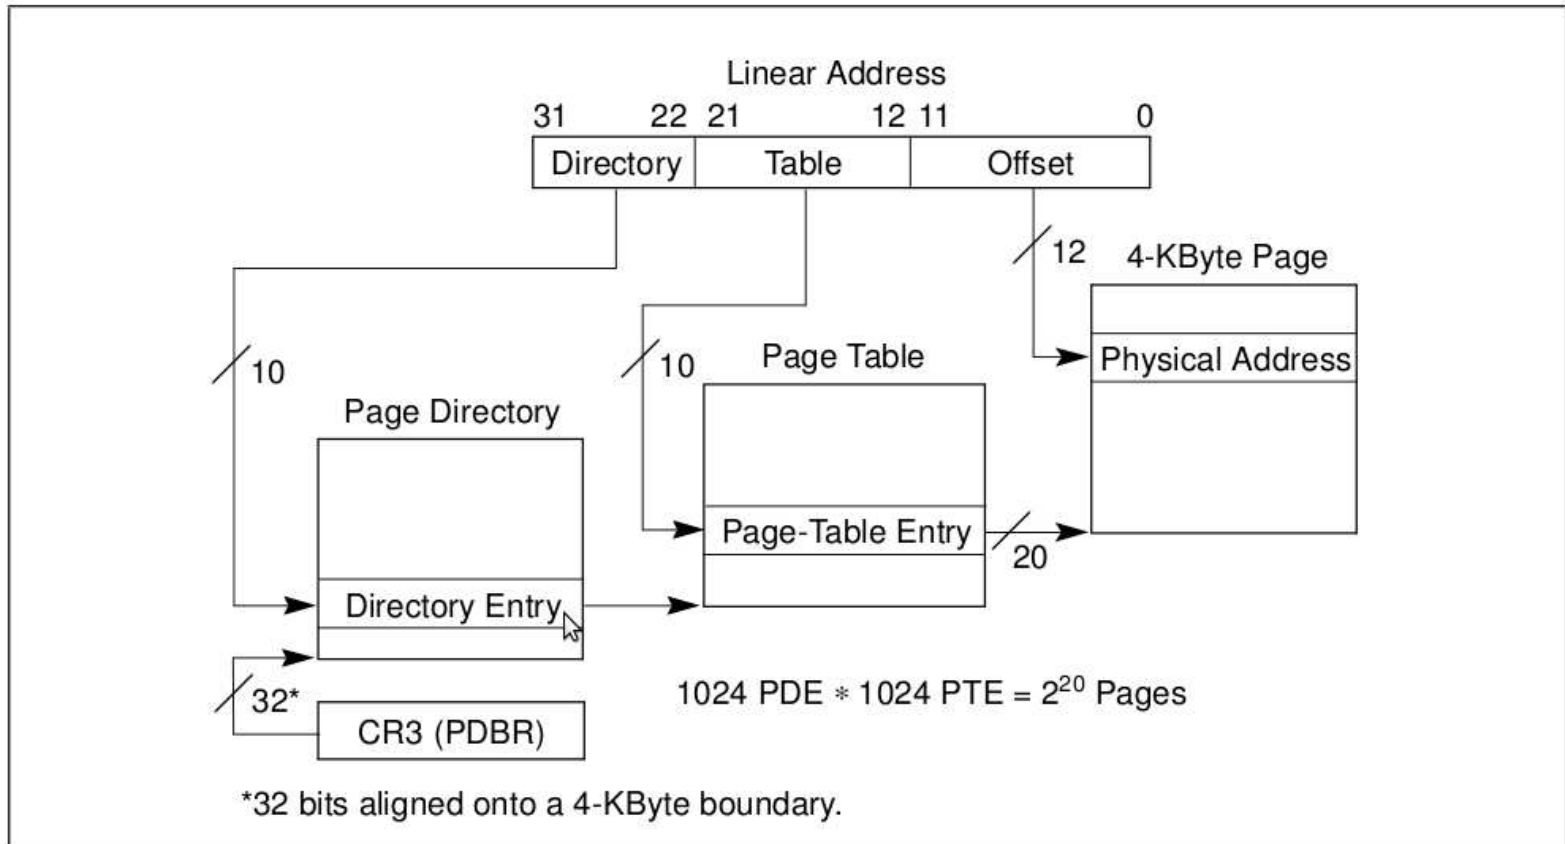 Linear Address
31 22 21 12 11 0
Directory Table Offset
12
4-KByte Page
Physical Address
10
Page Table
10
Page Directory
Page-Table Entry
20
Directory Entry
32*
1024 PDE * 1024 PTE = 2²⁰ Pages
CR3 (PDBR)
*32 bits aligned onto a 4-KByte boundary.